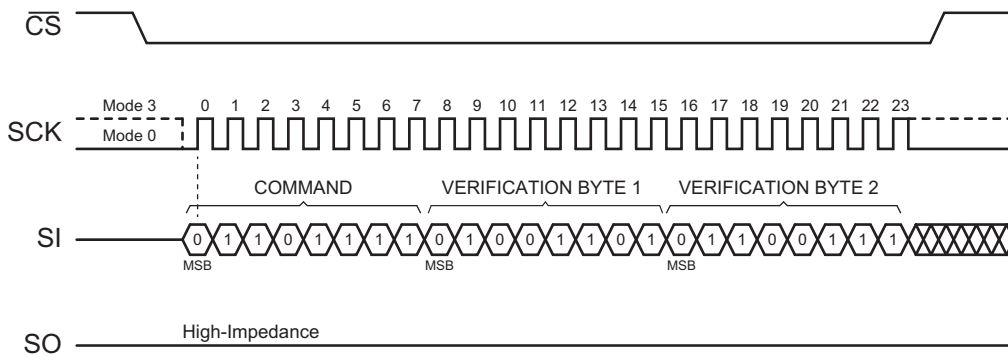 CS
Mode 3
0 1 2 3 4 5 6 7 8 9 10 11 12 13 14 15 16 17 18 19 20 21 22 23
SCK
Mode 0
COMMAND VERIFICATION BYTE 1 VERIFICATION BYTE 2
SI 0 1 1 0 1 1 1 1 0 1 0 0 1 1 0 1 0 1 1 0 0 1 1 1
MSB MSB MSB
High-Impedance
SO